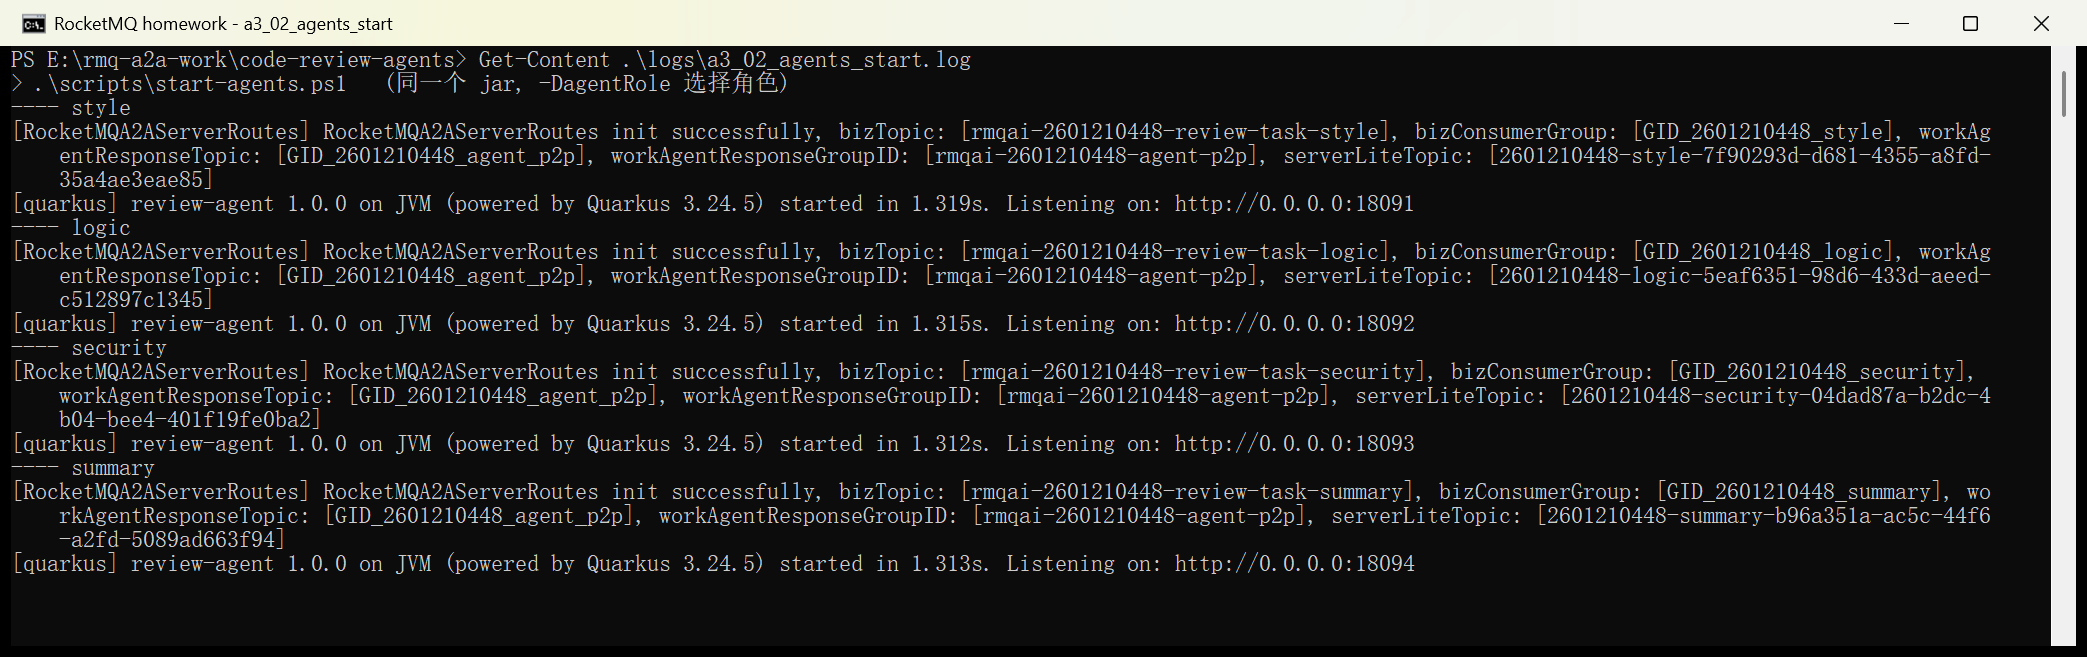 RocketMQ homework - a3_02_agents_start
PS E:\rmq-a2a-work\code-review-agents> Get-Content .\logs\a3_02_agents_start.log
> .\scripts\start-agents.ps1   (同一个 jar, -DagentRole 选择角色)
---- style
[RocketMQA2AServerRoutes] RocketMQA2AServerRoutes init successfully, bizTopic: [rmqai-2601210448-review-task-style], bizConsumerGroup: [GID_2601210448_style], workAg
entResponseTopic: [GID_2601210448_agent_p2p], workAgentResponseGroupID: [rmqai-2601210448-agent-p2p], serverLiteTopic: [2601210448-style-7f90293d-d681-4355-a8fd-
35a4ae3eae85]
[quarkus] review-agent 1.0.0 on JVM (powered by Quarkus 3.24.5) started in 1.319s. Listening on: http://0.0.0.0:18091
---- logic
[RocketMQA2AServerRoutes] RocketMQA2AServerRoutes init successfully, bizTopic: [rmqai-2601210448-review-task-logic], bizConsumerGroup: [GID_2601210448_logic], workAg
entResponseTopic: [GID_2601210448_agent_p2p], workAgentResponseGroupID: [rmqai-2601210448-agent-p2p], serverLiteTopic: [2601210448-logic-5eaf6351-98d6-433d-aeed-
c512897c1345]
[quarkus] review-agent 1.0.0 on JVM (powered by Quarkus 3.24.5) started in 1.315s. Listening on: http://0.0.0.0:18092
---- security
[RocketMQA2AServerRoutes] RocketMQA2AServerRoutes init successfully, bizTopic: [rmqai-2601210448-review-task-security], bizConsumerGroup: [GID_2601210448_security],
workAgentResponseTopic: [GID_2601210448_agent_p2p], workAgentResponseGroupID: [rmqai-2601210448-agent-p2p], serverLiteTopic: [2601210448-security-04dad87a-b2dc-4
b04-bee4-401f19fe0ba2]
[quarkus] review-agent 1.0.0 on JVM (powered by Quarkus 3.24.5) started in 1.312s. Listening on: http://0.0.0.0:18093
---- summary
[RocketMQA2AServerRoutes] RocketMQA2AServerRoutes init successfully, bizTopic: [rmqai-2601210448-review-task-summary], bizConsumerGroup: [GID_2601210448_summary], wo
rkAgentResponseTopic: [GID_2601210448_agent_p2p], workAgentResponseGroupID: [rmqai-2601210448-agent-p2p], serverLiteTopic: [2601210448-summary-b96a351a-ac5c-44f6
-a2fd-5089ad663f94]
[quarkus] review-agent 1.0.0 on JVM (powered by Quarkus 3.24.5) started in 1.313s. Listening on: http://0.0.0.0:18094